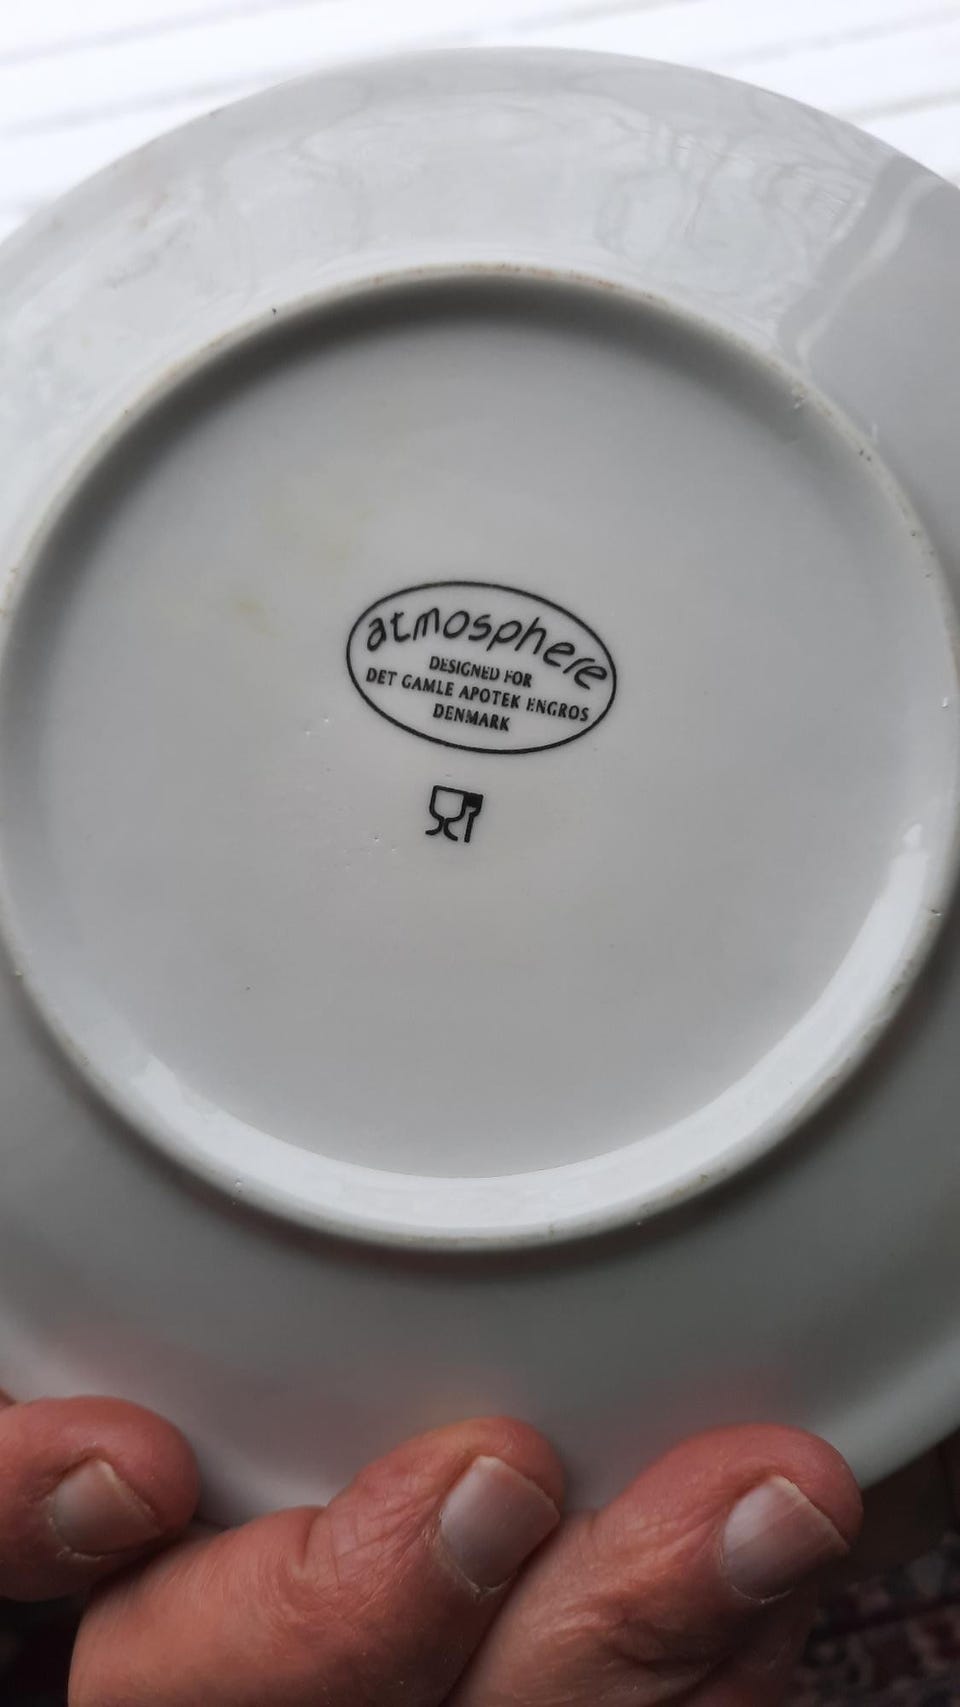 atmosphere
DESIGNED FOR
DET GAMLE APOTEK ENGROS
DENMARK